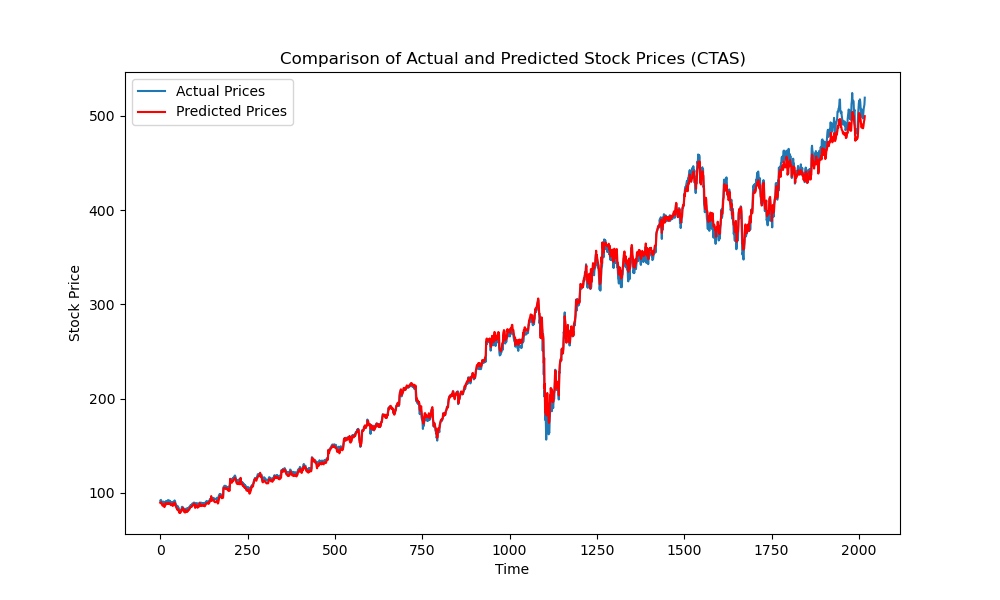 Comparison of Actual and Predicted Stock Prices (CTAS)
Actual Prices
Predicted Prices
500
400
300
200
100
Stock Price
0 250 500 750 1000 1250 1500 1750 2000
Time